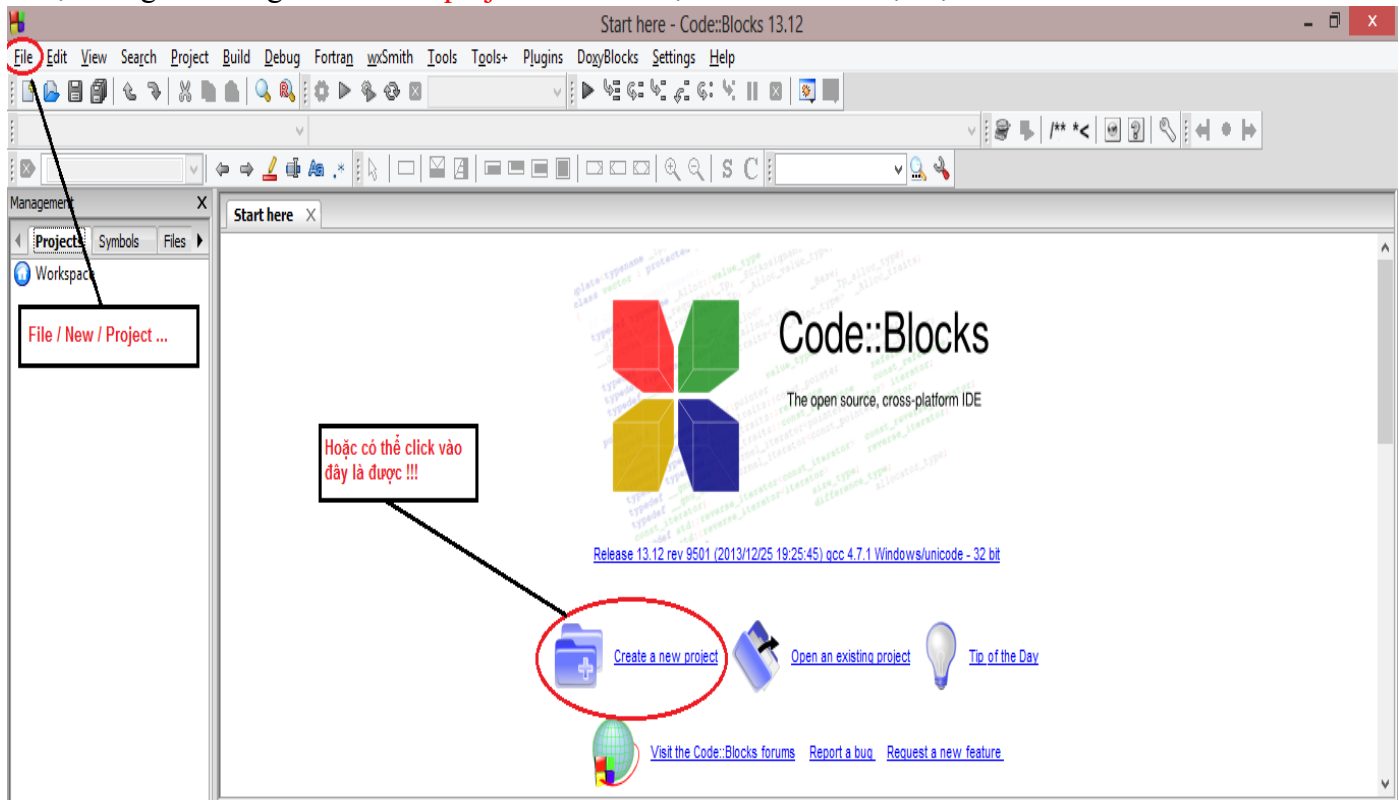 Start here - Code::Blocks 13.12
File Edit View Search Project Build Debug Fortran wxSmith Tools Tools+ Plugins DoxyBlocks Settings Help
/** *<
S C
Management X
Start here X
Projects Symbols Files
Workspace
File / New / Project ...
Code::Blocks
The open source, cross-platform IDE
Hoặc có thể click vào
đây là được !!!
Release 13.12 rev 9501 (2013/12/25 19:25:45) gcc 4.7.1 Windows/unicode - 32 bit
Create a new project
Open an existing project
Tip of the Day
Visit the Code::Blocks forums
Report a bug
Request a new feature